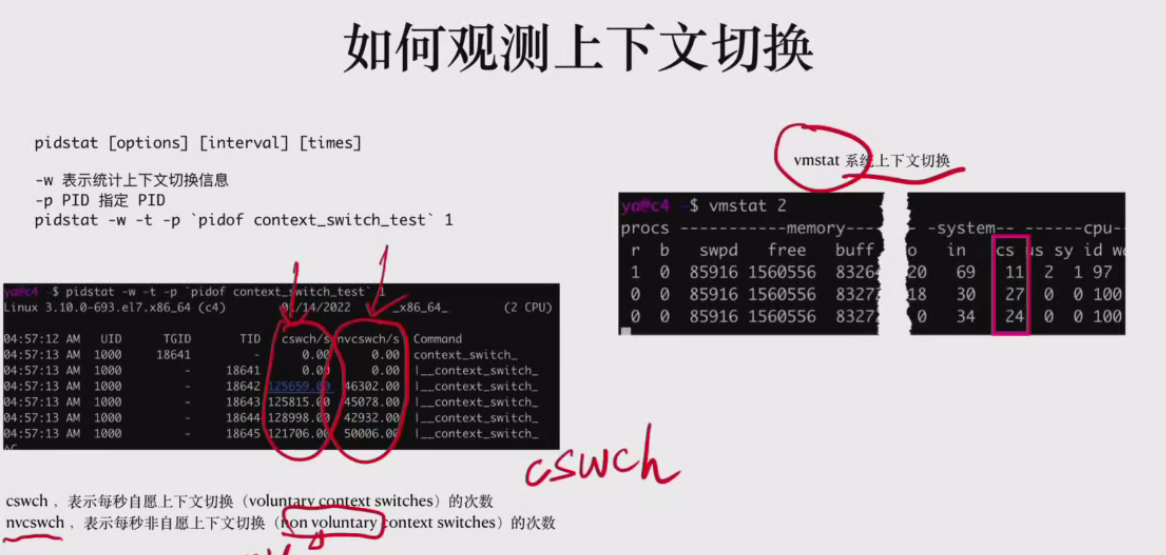 如何观测上下文切换
pidstat [options] [interval] [times]
-w 表示统计上下文切换信息
-p PID 指定 PID
pidstat -w -t -p `pidof context_switch_test` 1
ya@c4 ~$ pidstat -w -t -p `pidof context_switch_test` 1
Linux 3.10.0-693.el7.x86_64 (c4) 01/14/2022 _x86_64_ (2 CPU)
04:57:12 AM UID TGID TID cswch/s nvcswch/s Command
04:57:13 AM 1000 18641 - 0.00 0.00 context_switch_
04:57:13 AM 1000 - 18641 0.00 0.00 |__context_switch_
04:57:13 AM 1000 - 18642 125659.00 46302.00 |__context_switch_
04:57:13 AM 1000 - 18643 125815.00 45078.00 |__context_switch_
04:57:13 AM 1000 - 18644 128998.00 42932.00 |__context_switch_
04:57:13 AM 1000 - 18645 121706.00 50006.00 |__context_switch_
cswch ，表示每秒自愿上下文切换（voluntary context switches）的次数
nvcswch ，表示每秒非自愿上下文切换（non voluntary context switches）的次数
cswch
vmstat 系统上下文切换
ya@c4 ~$ vmstat 2
procs -----------memory---- -system-- ------cpu-
r b swpd free buff o in cs us sy id wa
1 0 85916 1560556 83264 20 69 11 2 1 97
0 0 85916 1560556 83272 18 30 27 0 0 100
0 0 85916 1560556 8327 0 34 24 0 0 100